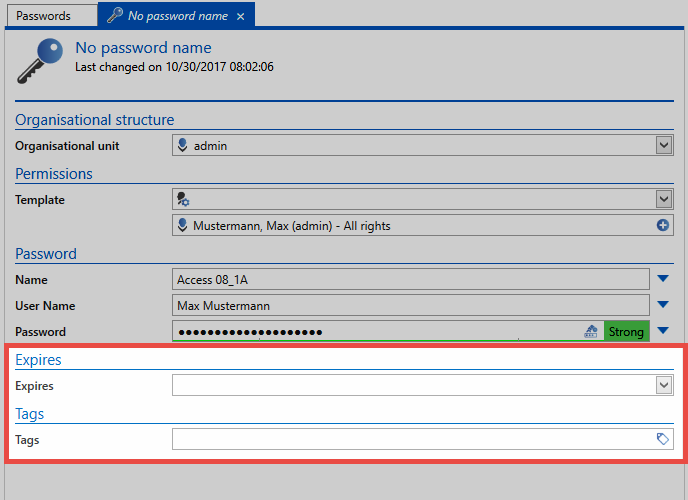 Passwords
No password name
No password name
Last changed on 10/30/2017 08:02:06
Organisational structure
Organisational unit
admin
Permissions
Template
Mustermann, Max (admin) - All rights
Password
Name
Access 08_1A
User Name
Max Mustermann
Password
●●●●●●●●●●●●●●●●●●●●
Strong
Expires
Expires
Tags
Tags